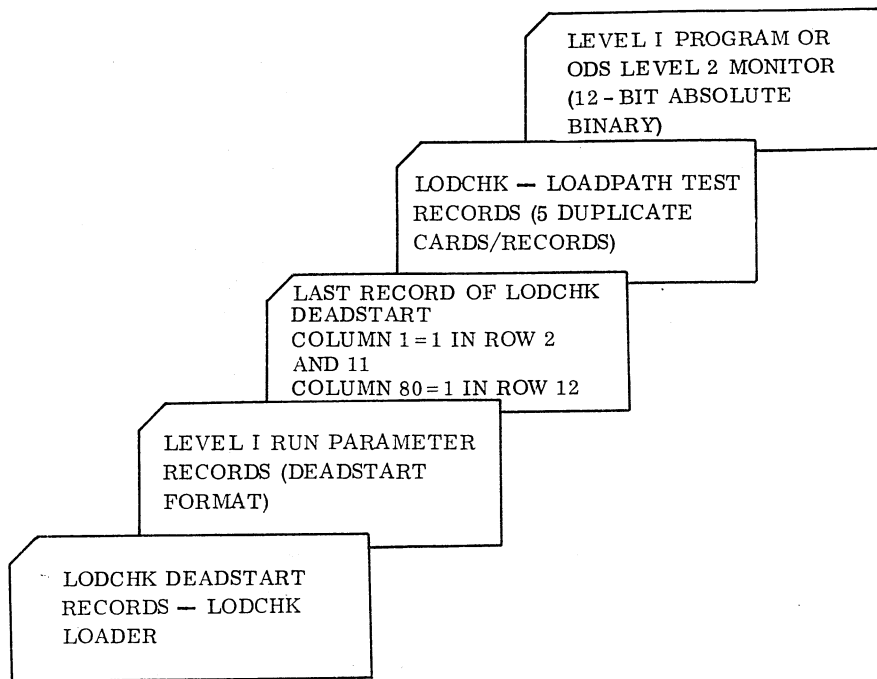 LEVEL I PROGRAM OR
ODS LEVEL 2 MONITOR
(12-BIT ABSOLUTE
BINARY)
LODCHK — LOADPATH TEST
RECORDS (5 DUPLICATE
CARDS/RECORDS)
LAST RECORD OF LODCHK
DEADSTART
COLUMN 1=1 IN ROW 2
AND 11
COLUMN 80=1 IN ROW 12
LEVEL I RUN PARAMETER
RECORDS (DEADSTART
FORMAT)
LODCHK DEADSTART
RECORDS — LODCHK
LOADER